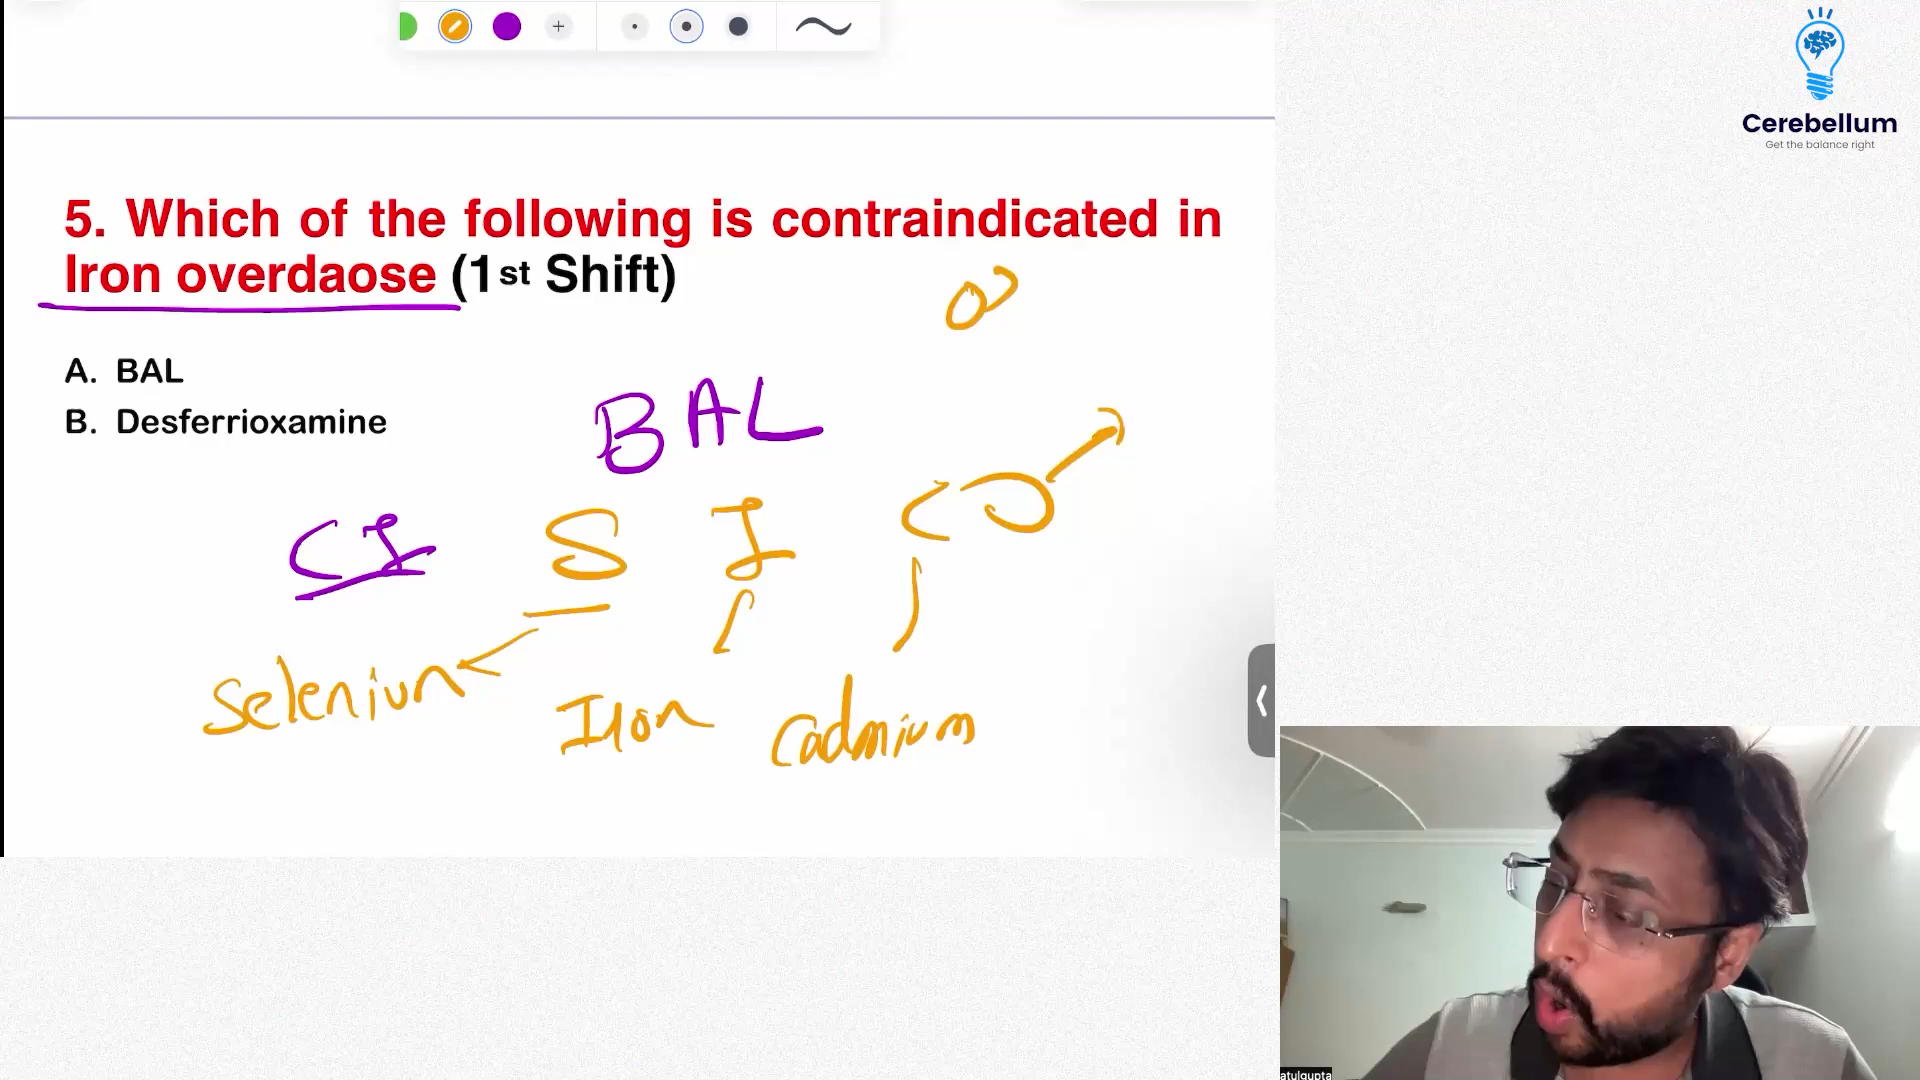 Cerebellum
Get the balance right
5. Which of the following is contraindicated in
Iron overdaose (1st Shift)
A. BAL
B. Desferrioxamine
BAL
CI S I C
Selenium Iron Cadmium
atulgupta